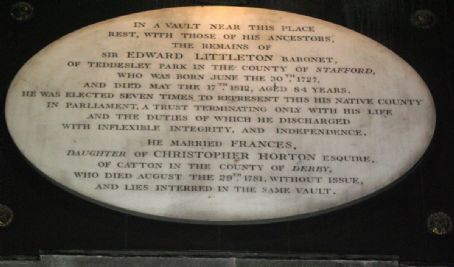 IN A VAULT NEAR THIS PLACE
REST, WITH THOSE OF HIS ANCESTORS,
THE REMAINS OF
SIR EDWARD LITTLETON BARONET,
OF TEDDESLEY PARK IN THE COUNTY OF STAFFORD,
WHO WAS BORN JUNE THE 30TH 1727,
AND DIED MAY THE 17TH 1812, AGED 84 YEARS.
HE WAS ELECTED SEVEN TIMES TO REPRESENT THIS HIS NATIVE COUNTY
IN PARLIAMENT, A TRUST TERMINATING ONLY WITH HIS LIFE
AND THE DUTIES OF WHICH HE DISCHARGED
WITH INFLEXIBLE INTEGRITY, AND INDEPENDENCE.
HE MARRIED FRANCES,
DAUGHTER OF CHRISTOPHER HORTON ESQUIRE,
OF CATTON IN THE COUNTY OF DERBY,
WHO DIED AUGUST THE 29TH 1781, WITHOUT ISSUE,
AND LIES INTERRED IN THE SAME VAULT.